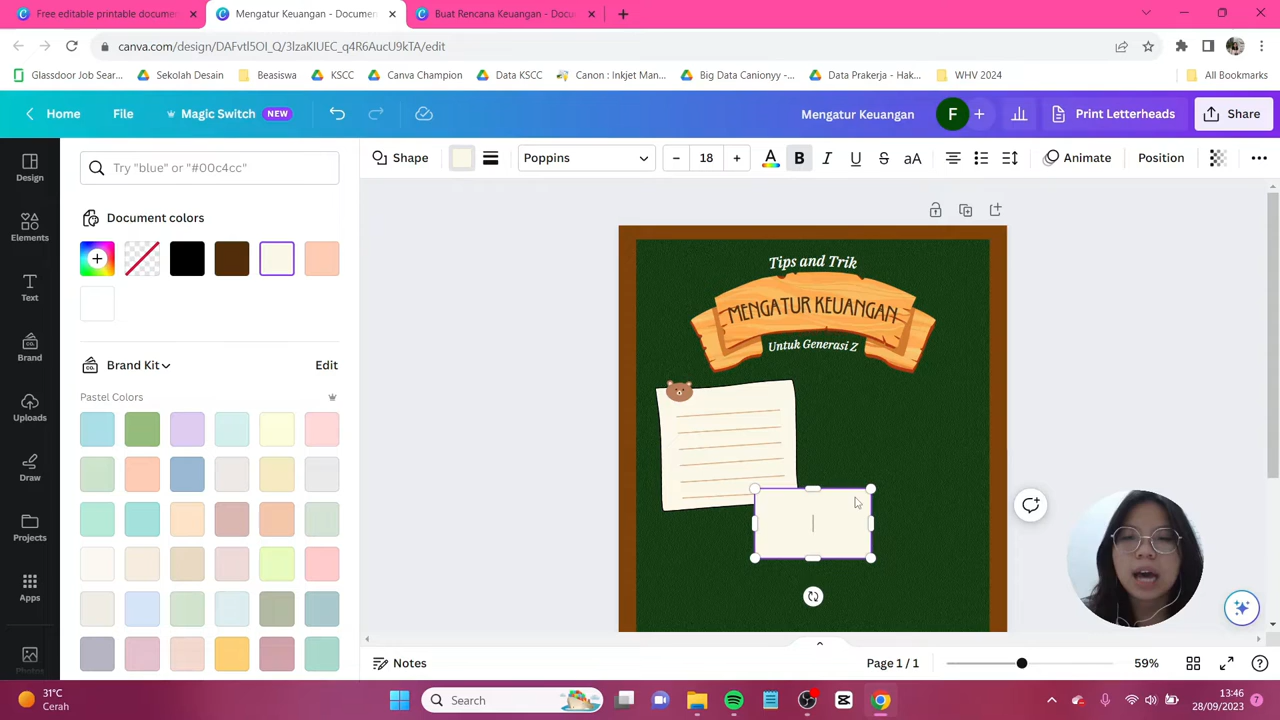 Free editable printable documen
Mengatur Keuangan - Documen
Buat Rencana Keuangan - Docu
canva.com/design/DAFvtl5OI_Q/3lzaKIUEC_q4R6AucU9kTA/edit
Glassdoor Job Sear...
Sekolah Desain
Beasiswa
KSCC
Canva Champion
Data KSCC
Canon : Inkjet Man...
Big Data Canionyy -...
Data Prakerja - Hak...
WHV 2024
All Bookmarks
Home
File
Magic Switch NEW
Mengatur Keuangan
F
Print Letterheads
Share
Design
Elements
Text
Brand
Uploads
Draw
Projects
Apps
Photos
Try "blue" or "#00c4cc"
Document colors
Brand Kit
Edit
Pastel Colors
Shape
Poppins
18
A
B
I
U
S
aA
Animate
Position
Tips and Trik
MENGATUR KEUANGAN
Untuk Generasi Z
Notes
Page 1 / 1
59%
31°C
Cerah
Search
13:46
28/09/2023
7